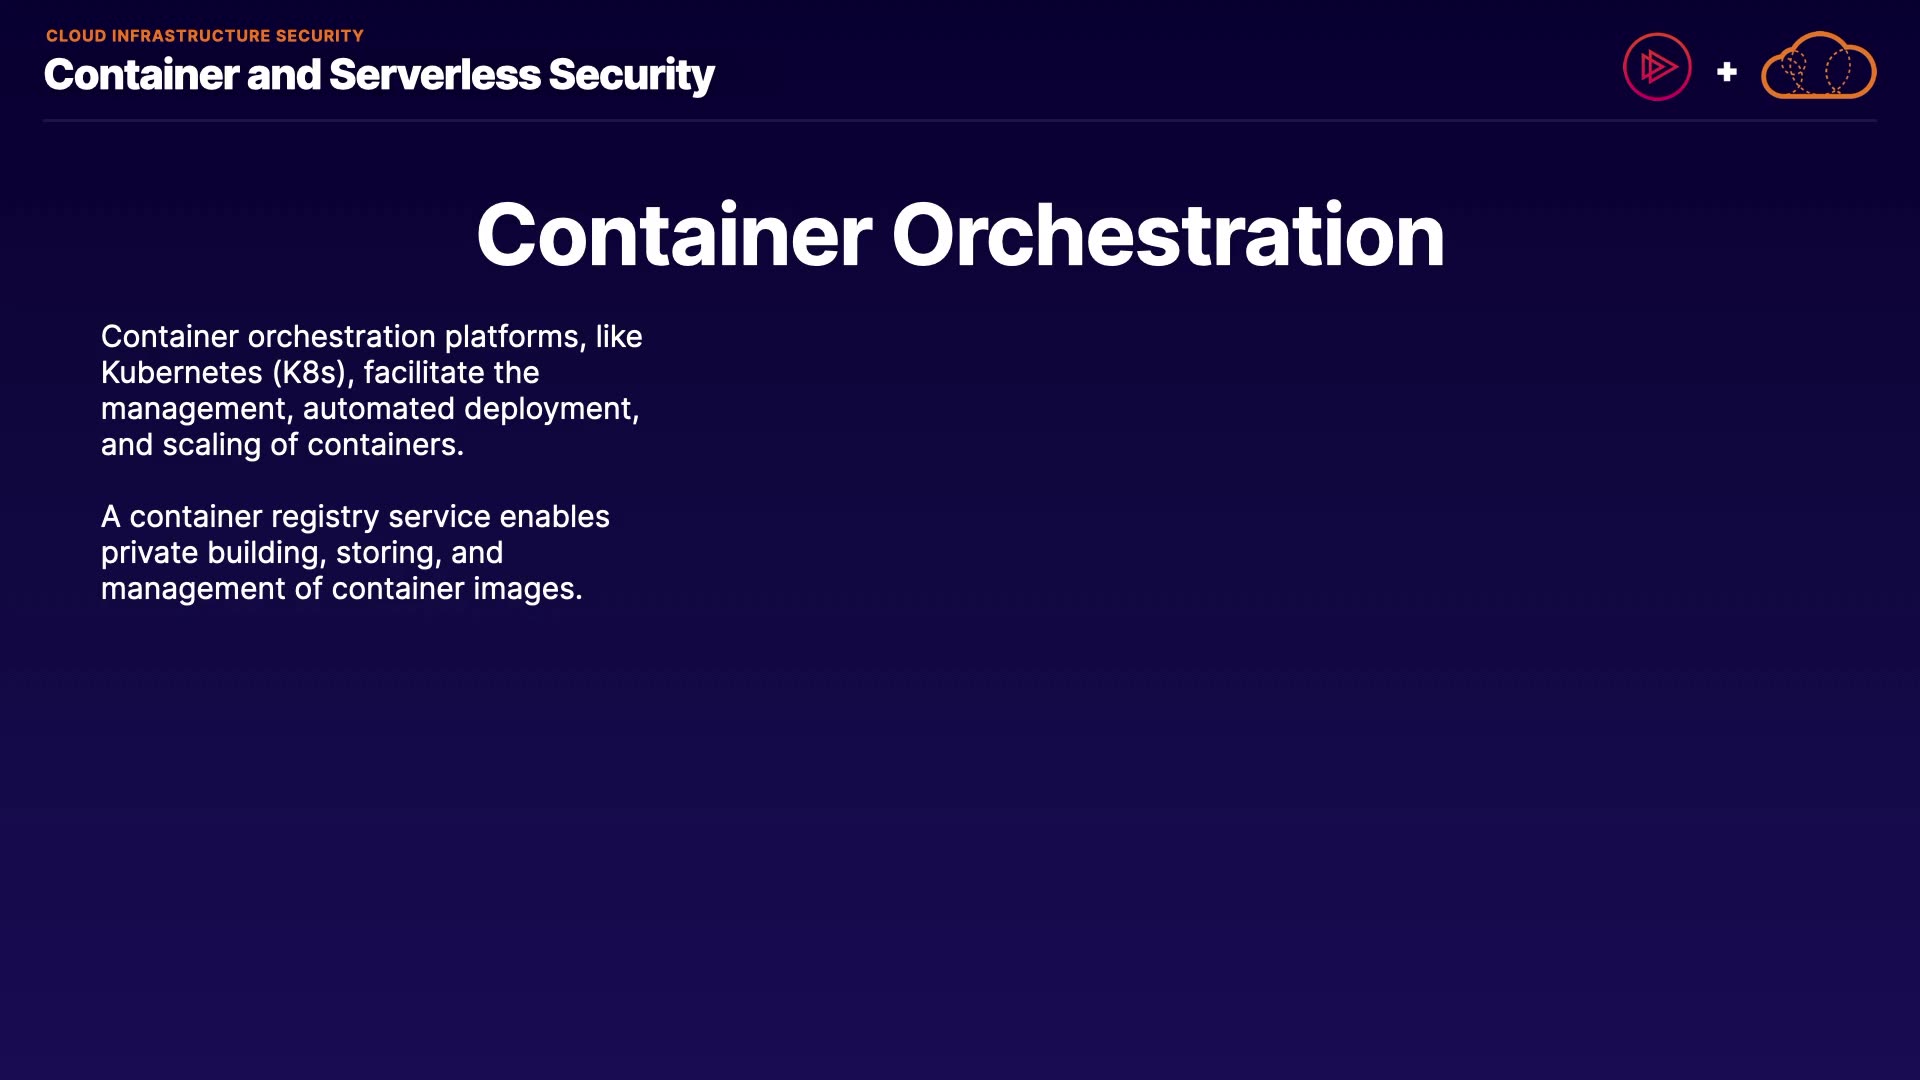 CLOUD INFRASTRUCTURE SECURITY
Container and Serverless Security
+
Container Orchestration
Container orchestration platforms, like
Kubernetes (K8s), facilitate the
management, automated deployment,
and scaling of containers.
A container registry service enables
private building, storing, and
management of container images.